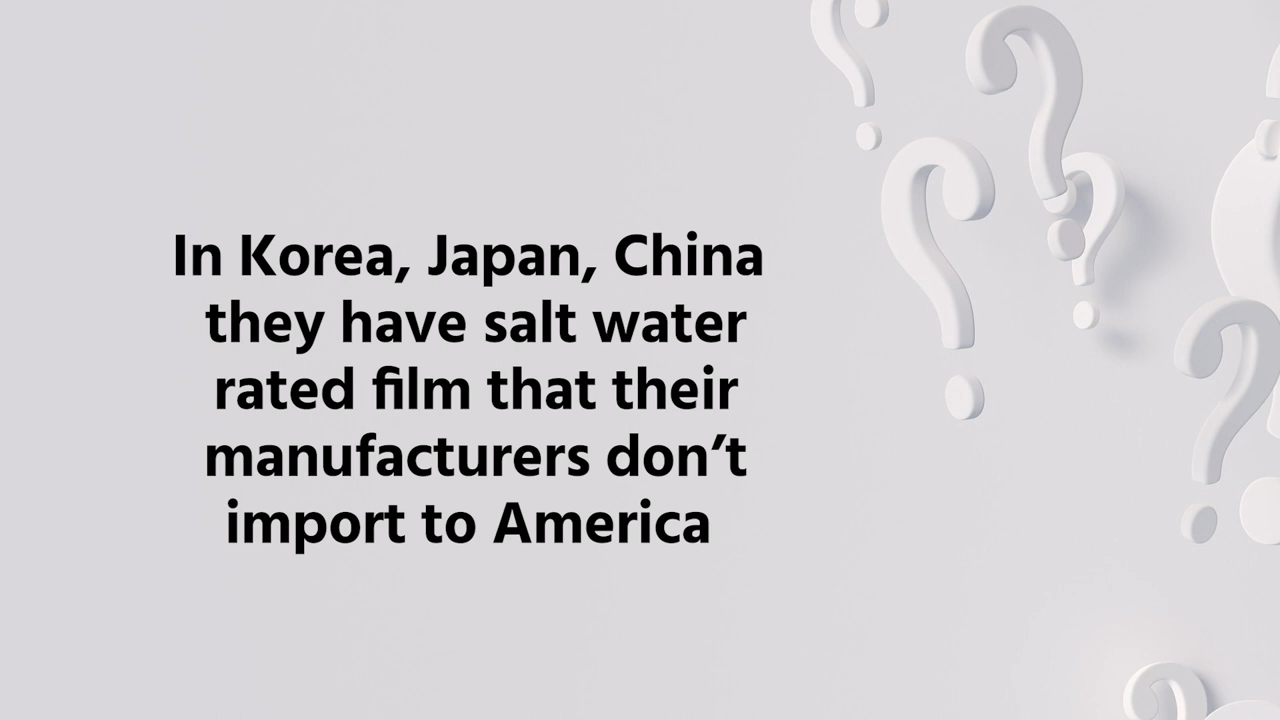 In Korea, Japan, China
they have salt water
rated film that their
manufacturers don’t
import to America